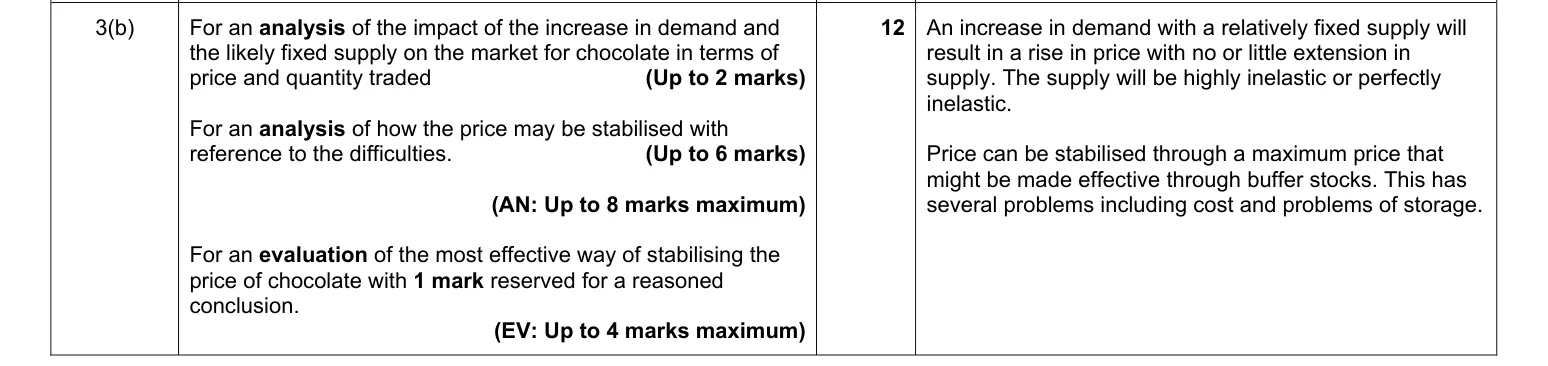 3(b)
For an analysis of the impact of the increase in demand and
the likely fixed supply on the market for chocolate in terms of
price and quantity traded (Up to 2 marks)
For an analysis of how the price may be stabilised with
reference to the difficulties. (Up to 6 marks)
(AN: Up to 8 marks maximum)
For an evaluation of the most effective way of stabilising the
price of chocolate with 1 mark reserved for a reasoned
conclusion.
(EV: Up to 4 marks maximum)
12
An increase in demand with a relatively fixed supply will
result in a rise in price with no or little extension in
supply. The supply will be highly inelastic or perfectly
inelastic.
Price can be stabilised through a maximum price that
might be made effective through buffer stocks. This has
several problems including cost and problems of storage.